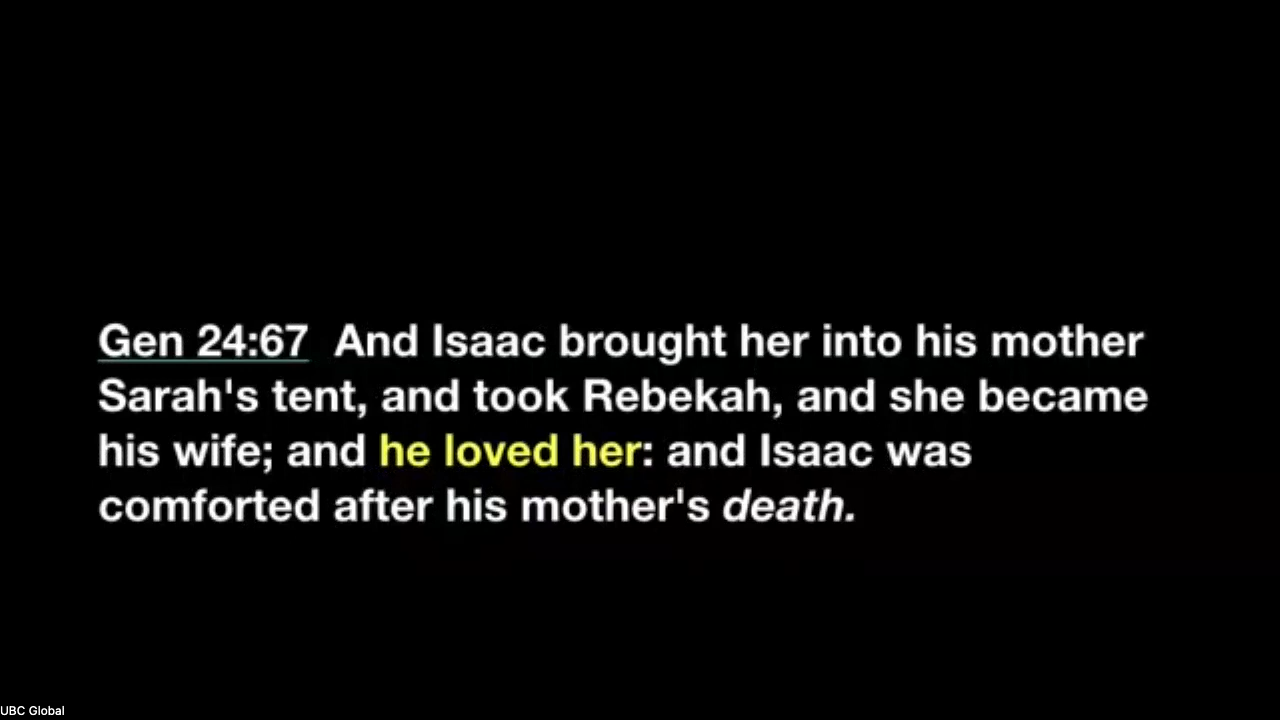 Gen 24:67 And Isaac brought her into his mother
Sarah's tent, and took Rebekah, and she became
his wife; and he loved her: and Isaac was
comforted after his mother's death.
UBC Global